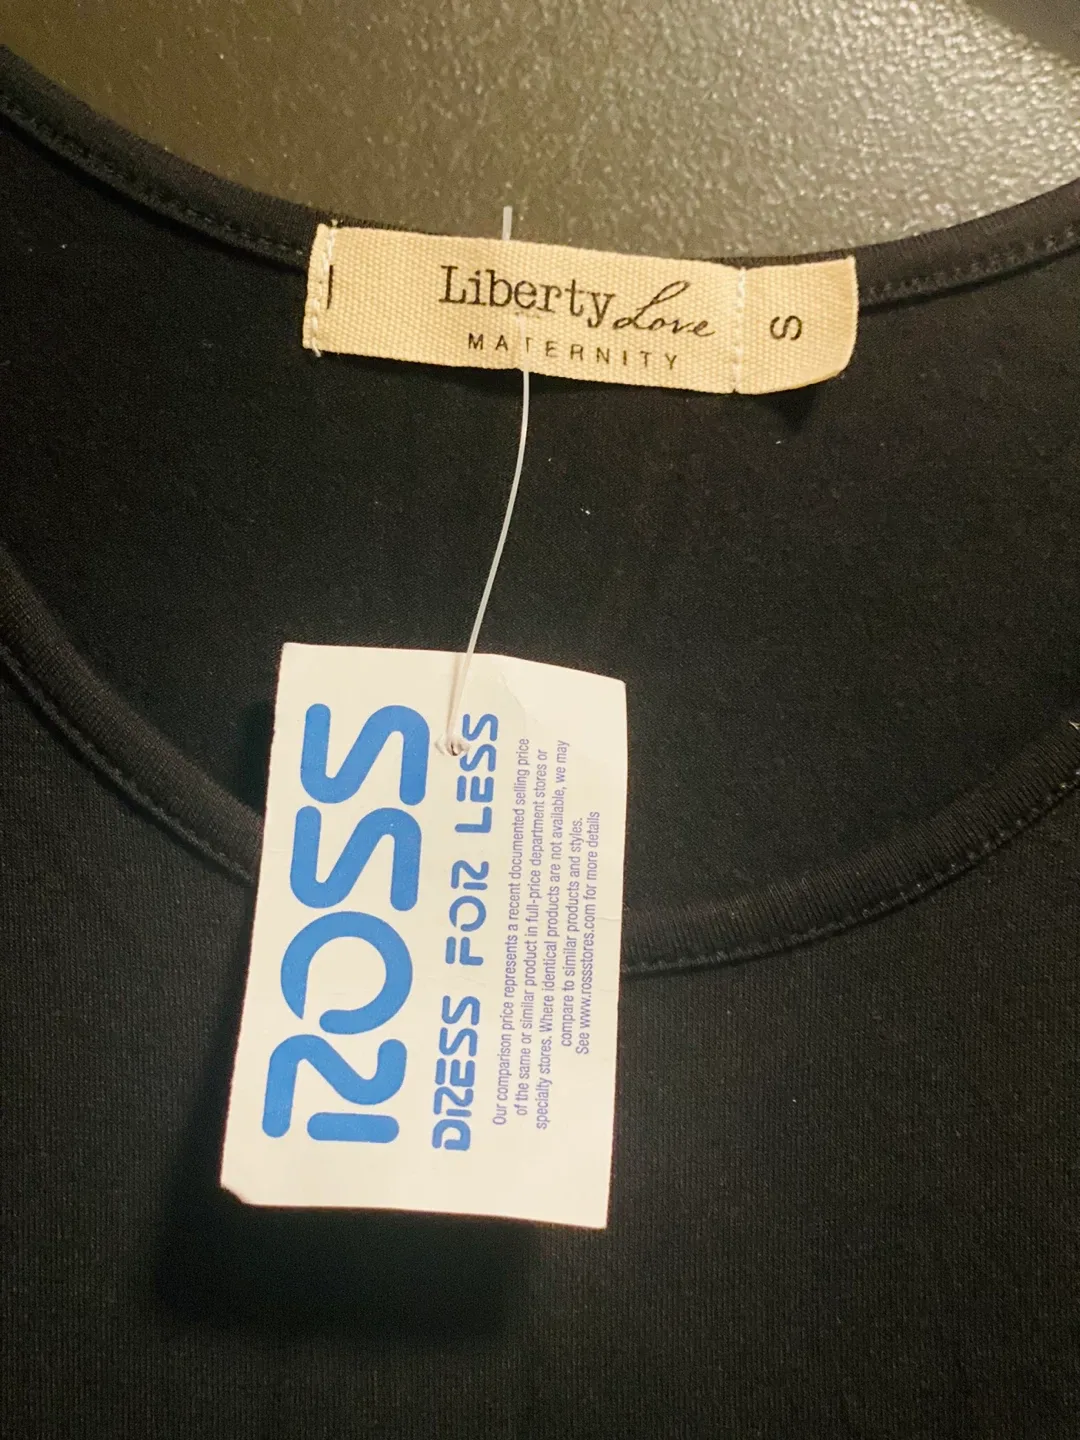 Liberty Love
MATERNITY
S
ROSS
DRESS FOR LESS
Our comparison price represents a recent documented selling price
of the same or similar product in full-price department stores or
specialty stores. Where identical products are not available, we may
compare to similar products and styles.
See www.rossstores.com for more details